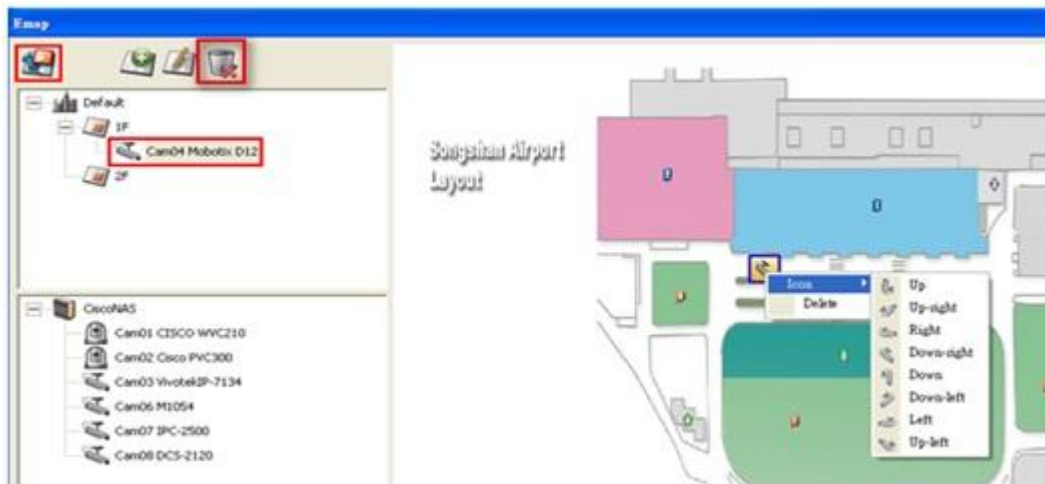 Emap
Default
1F
Cam04 Mobotix D12
2F
CiscoNAS
Cam01 CISCO WVC210
Cam02 Cisco PVC300
Cam03 VivotekIP-7134
Cam06 M1054
Cam07 IPC-2500
Cam08 DCS-2120
Songshan Airport
Layout
Icon
Delete
Up
Up-right
Right
Down-right
Down
Down-left
Left
Up-left